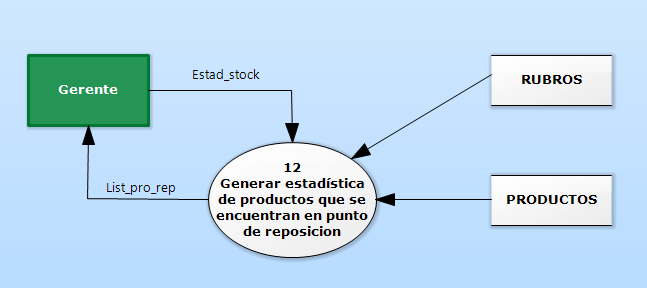 Estad_stock
Gerente
RUBROS
12
Generar estadística
de productos que se
encuentran en punto
de reposicion
List_pro_rep
PRODUCTOS